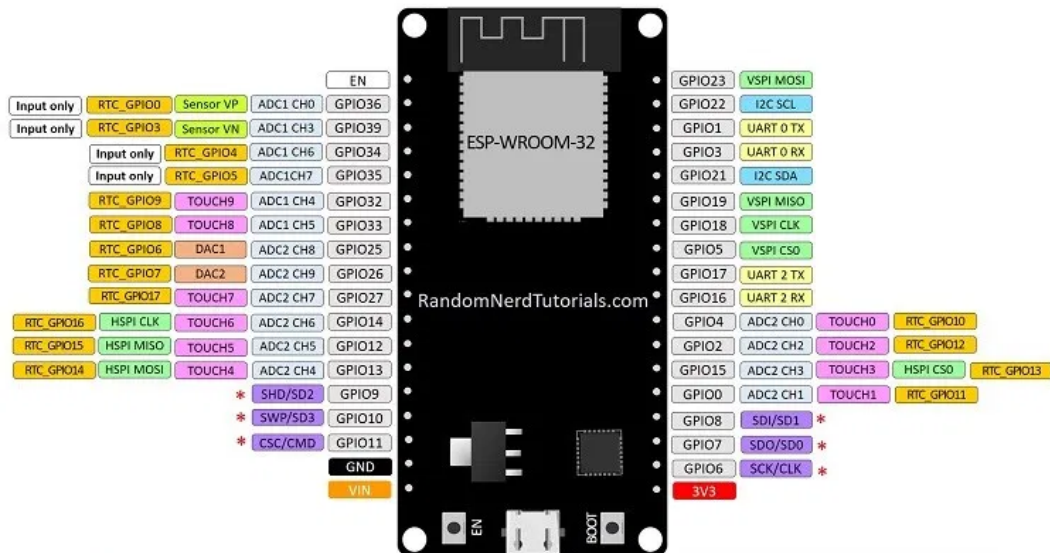 EN
Input only RTC_GPIO0 Sensor VP ADC1 CH0 GPIO36
Input only RTC_GPIO3 Sensor VN ADC1 CH3 GPIO39
Input only RTC_GPIO4 ADC1 CH6 GPIO34
Input only RTC_GPIO5 ADC1CH7 GPIO35
RTC_GPIO9 TOUCH9 ADC1 CH4 GPIO32
RTC_GPIO8 TOUCH8 ADC1 CH5 GPIO33
RTC_GPIO6 DAC1 ADC2 CH8 GPIO25
RTC_GPIO7 DAC2 ADC2 CH9 GPIO26
RTC_GPIO17 TOUCH7 ADC2 CH7 GPIO27
RTC_GPIO16 HSPI CLK TOUCH6 ADC2 CH6 GPIO14
RTC_GPIO15 HSPI MISO TOUCH5 ADC2 CH5 GPIO12
RTC_GPIO14 HSPI MOSI TOUCH4 ADC2 CH4 GPIO13
* SHD/SD2 GPIO9
* SWP/SD3 GPIO10
* CSC/CMD GPIO11
GND
VIN
ESP-WROOM-32
RandomNerdTutorials.com
EN
BOOT
GPIO23 VSPI MOSI
GPIO22 I2C SCL
GPIO1 UART 0 TX
GPIO3 UART 0 RX
GPIO21 I2C SDA
GPIO19 VSPI MISO
GPIO18 VSPI CLK
GPIO5 VSPI CS0
GPIO17 UART 2 TX
GPIO16 UART 2 RX
GPIO4 ADC2 CH0 TOUCH0 RTC_GPIO10
GPIO2 ADC2 CH2 TOUCH2 RTC_GPIO12
GPIO15 ADC2 CH3 TOUCH3 HSPI CS0 RTC_GPIO13
GPIO0 ADC2 CH1 TOUCH1 RTC_GPIO11
GPIO8 SDI/SD1 *
GPIO7 SDO/SD0 *
GPIO6 SCK/CLK *
3V3